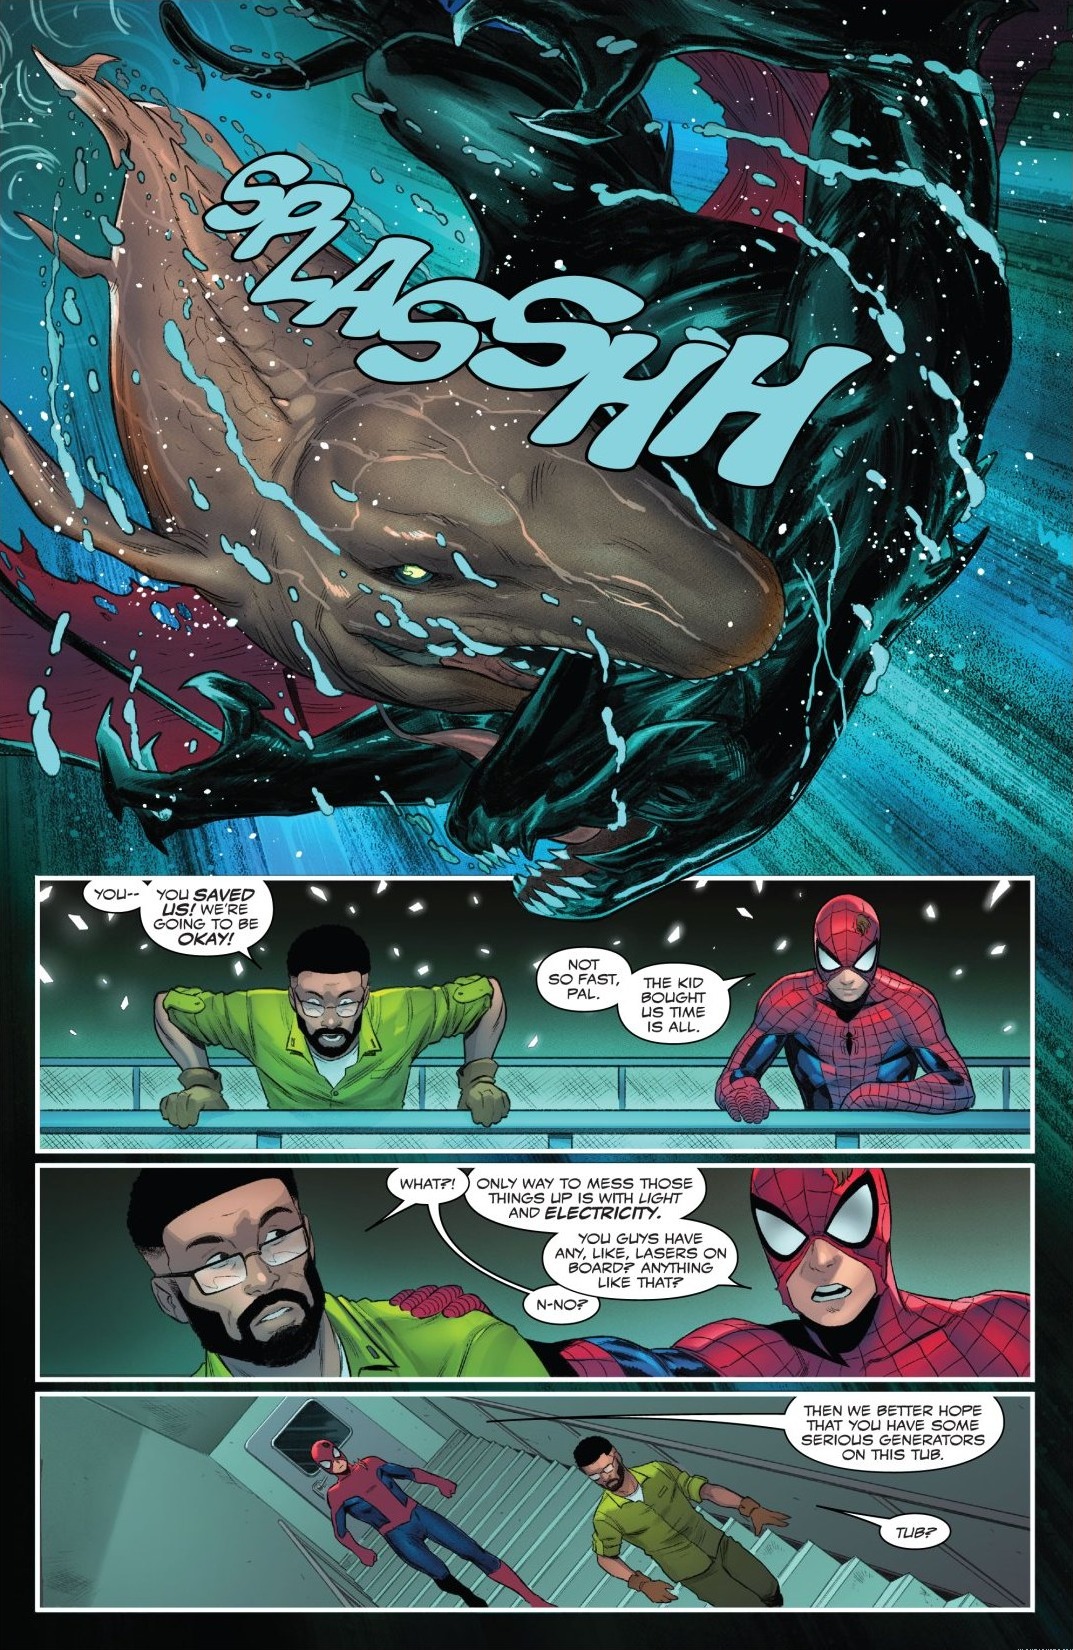 SPLASSHH
YOU--
YOU SAVED
US! WE'RE
GOING TO BE
OKAY!
NOT
SO FAST,
PAL.
THE KID
BOUGHT
US TIME
IS ALL.
WHAT?!
ONLY WAY TO MESS THOSE
THINGS UP IS WITH LIGHT
AND ELECTRICITY.
YOU GUYS HAVE
ANY, LIKE, LASERS ON
BOARD? ANYTHING
LIKE THAT?
N-NO?
THEN WE BETTER HOPE
THAT YOU HAVE SOME
SERIOUS GENERATORS
ON THIS TUB.
TUB?